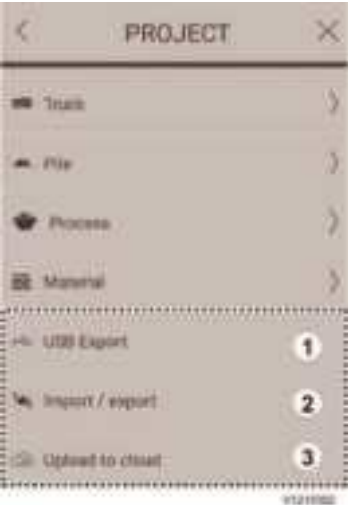 PROJECT
Truck
Pile
Process
Material
USB Export
1
Import / export
2
Upload to cloud
3